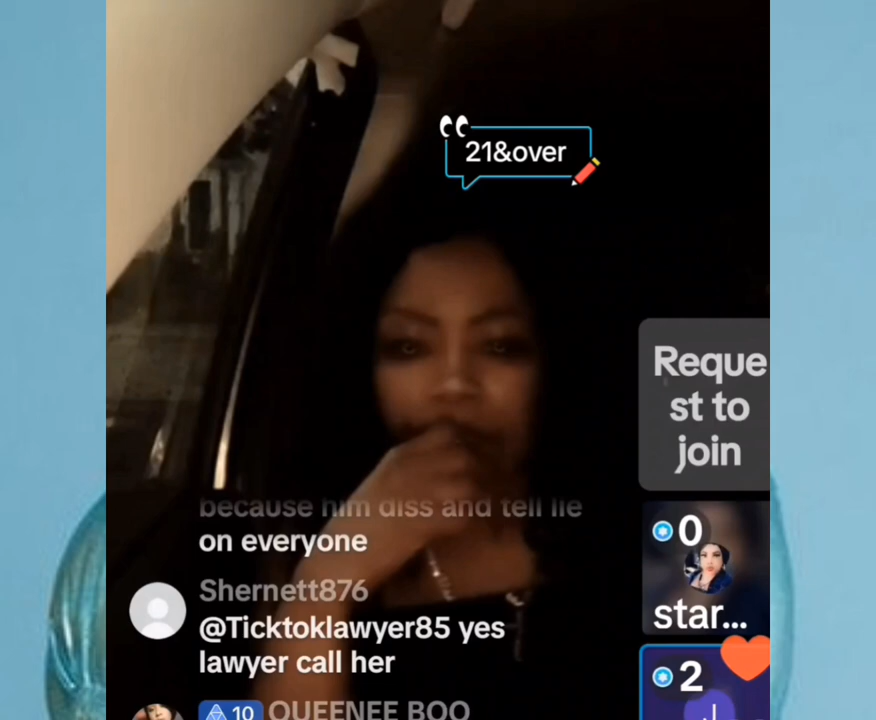 21&over
Reque
st to
join
because him diss and tell lie
on everyone
0
star...
Shernett876
@Ticktoklawyer85 yes
lawyer call her
2
10 QUEENEE BOO